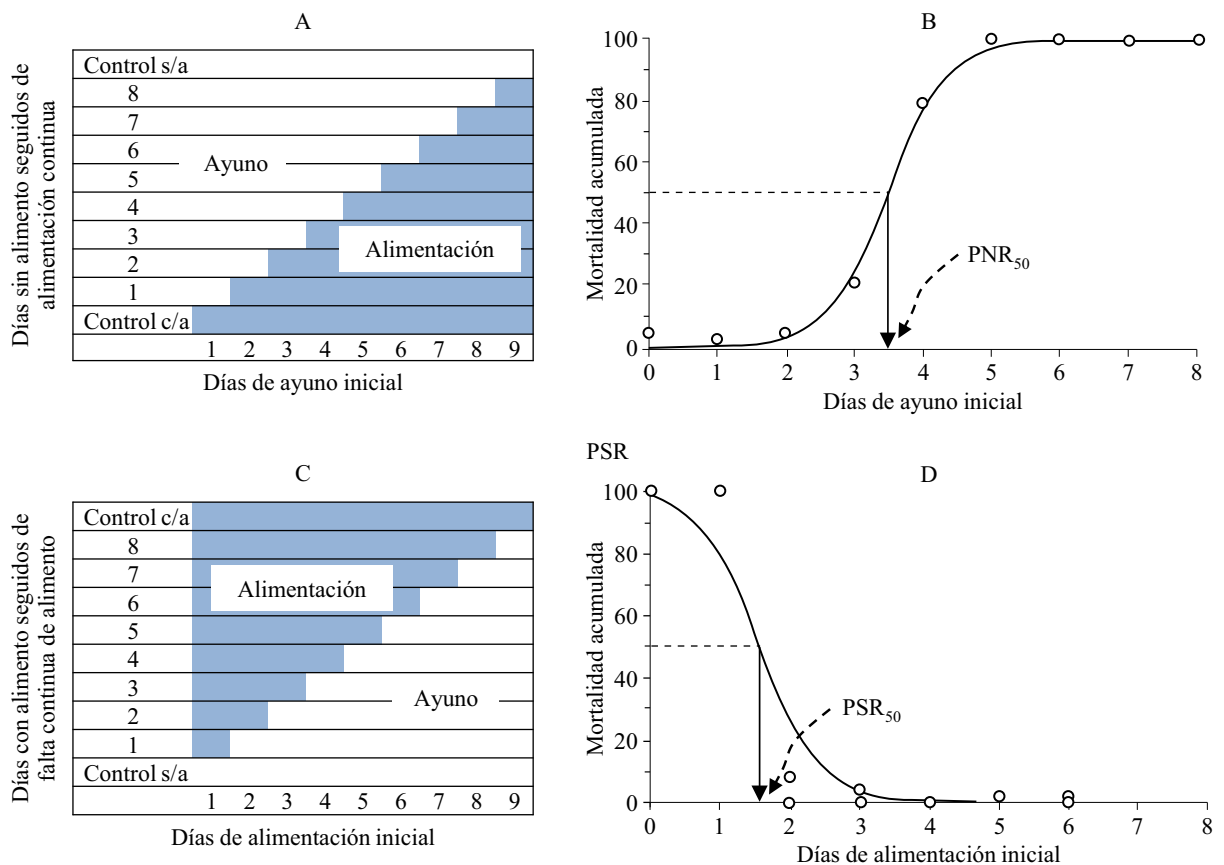 A
Días sin alimento seguidos de
alimentación continua
Control s/a
8
7
6
5
4
3
2
1
Control c/a
Ayuno
Alimentación
1 2 3 4 5 6 7 8 9
Días de ayuno inicial
B
Mortalidad acumulada
100
80
60
40
20
0
PNR50
0 1 2 3 4 5 6 7 8
Días de ayuno inicial
C
Días con alimento seguidos de
falta continua de alimento
Control c/a
8
7
6
5
4
3
2
1
Control s/a
Alimentación
Ayuno
1 2 3 4 5 6 7 8 9
Días de alimentación inicial
PSR
D
Mortalidad acumulada
100
80
60
40
20
0
PSR50
0 1 2 3 4 5 6 7 8
Días de alimentación inicial